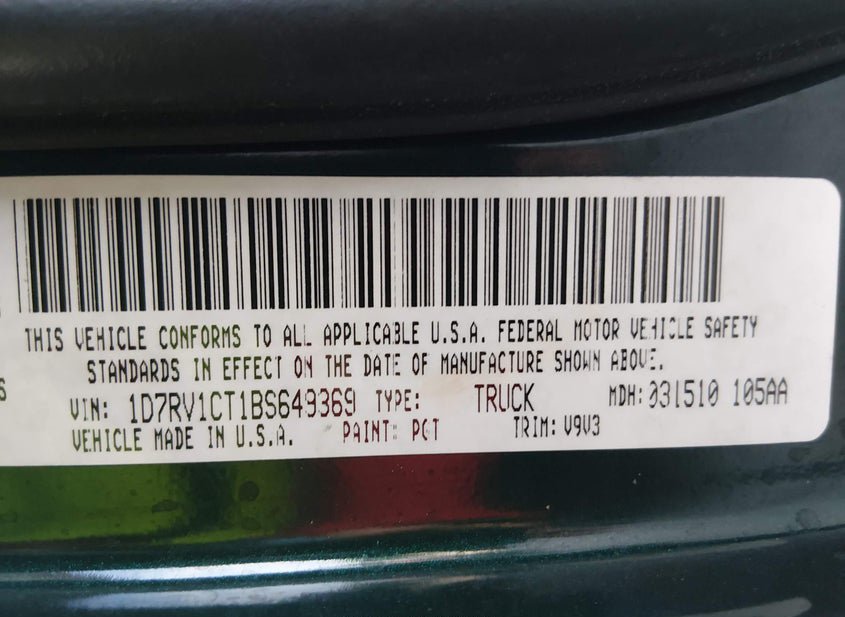 THIS VEHICLE CONFORMS TO ALL APPLICABLE U.S.A. FEDERAL MOTOR VEHICLE SAFETY
STANDARDS IN EFFECT ON THE DATE OF MANUFACTURE SHOWN ABOVE.
VIN: 1D7RV1CT1BS649369 TYPE: TRUCK MDH: 031510 105AA
VEHICLE MADE IN U.S.A. PAINT: PGT TRIM: V9V3